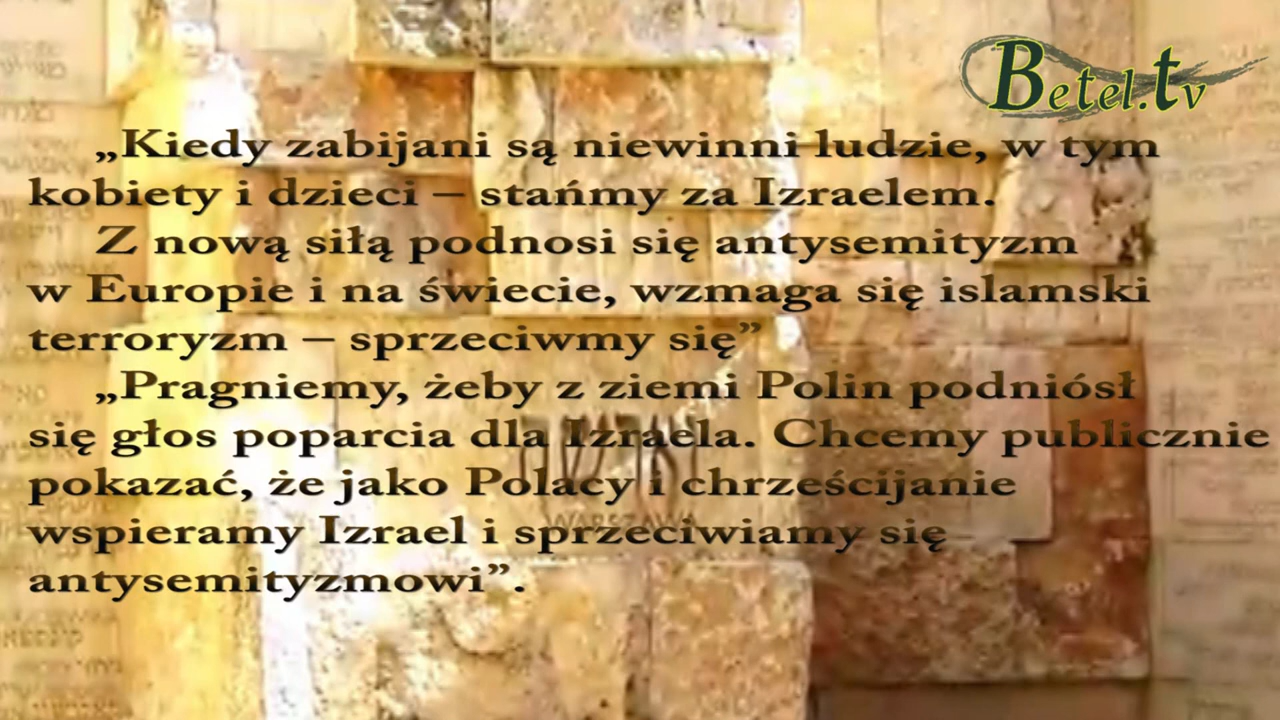 Betel.tv
„Kiedy zabijani są niewinni ludzie, w tym
kobiety i dzieci – stańmy za Izraelem.
Z nową siłą podnosi się antysemityzm
w Europie i na świecie, wzmaga się islamski
terroryzm – sprzeciwmy się”
„Pragniemy, żeby z ziemi Polin podniósł
się głos poparcia dla Izraela. Chcemy publicznie
pokazać, że jako Polacy i chrześcijanie
wspieramy Izrael i sprzeciwiamy się
antysemityzmowi”.
WARSZAWA